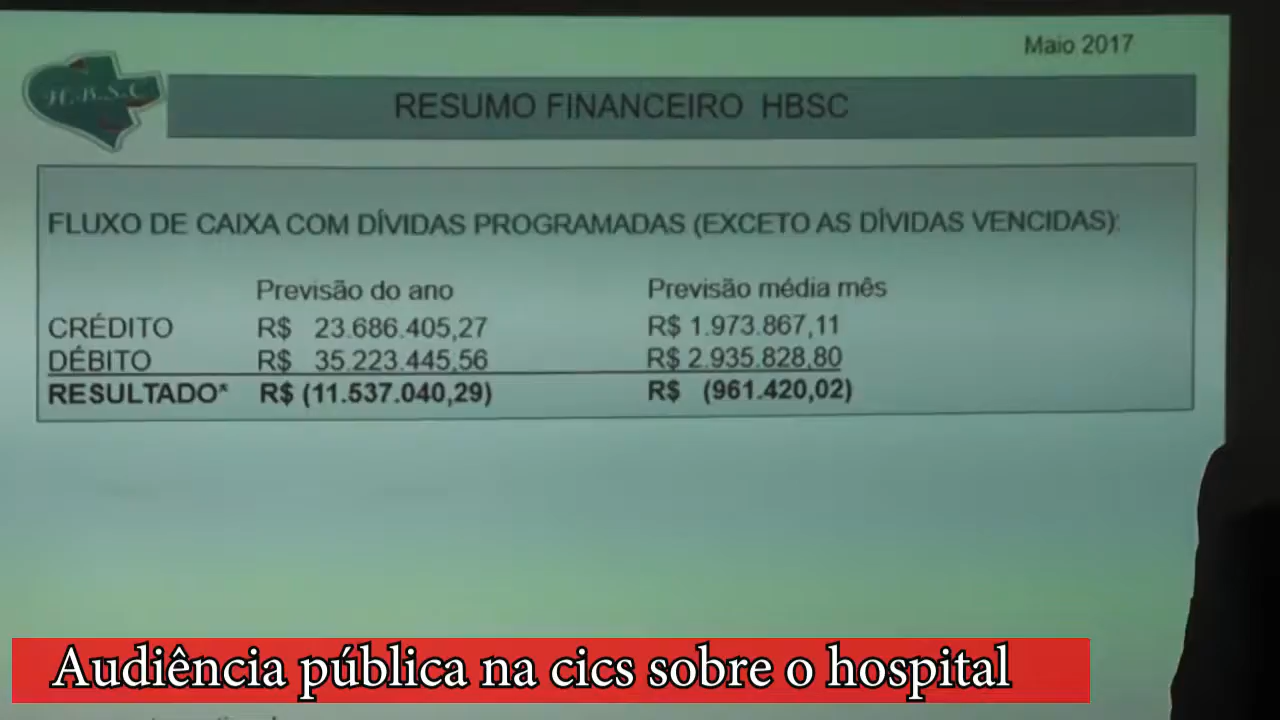 Maio 2017
H.B.S.C
RESUMO FINANCEIRO HBSC
FLUXO DE CAIXA COM DÍVIDAS PROGRAMADAS (EXCETO AS DÍVIDAS VENCIDAS):
Previsão do ano Previsão média mês
CRÉDITO R$ 23.686.405,27 R$ 1.973.867,11
DÉBITO R$ 35.223.445,56 R$ 2.935.828,80
RESULTADO* R$ (11.537.040,29) R$ (961.420,02)
Audiência pública na cics sobre o hospital